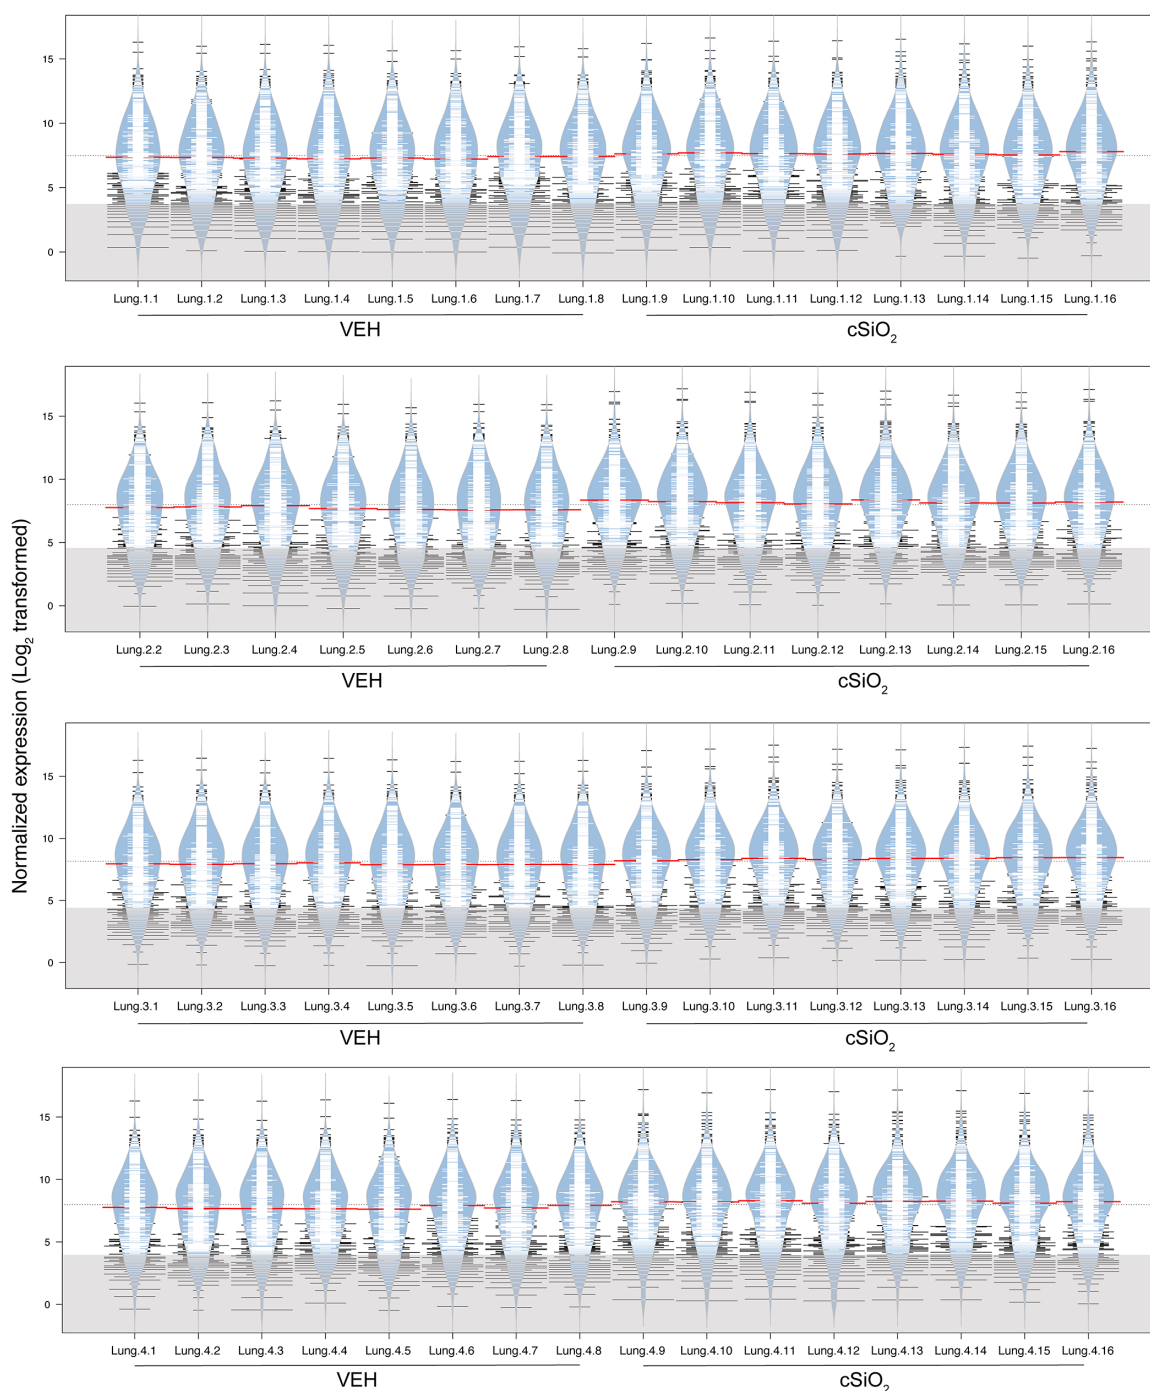 Normalized expression (Log2 transformed)
15
10
5
0
Lung.1.1 Lung.1.2 Lung.1.3 Lung.1.4 Lung.1.5 Lung.1.6 Lung.1.7 Lung.1.8 Lung.1.9 Lung.1.10 Lung.1.11 Lung.1.12 Lung.1.13 Lung.1.14 Lung.1.15 Lung.1.16
VEH cSiO2
15
10
5
0
Lung.2.2 Lung.2.3 Lung.2.4 Lung.2.5 Lung.2.6 Lung.2.7 Lung.2.8 Lung.2.9 Lung.2.10 Lung.2.11 Lung.2.12 Lung.2.13 Lung.2.14 Lung.2.15 Lung.2.16
VEH cSiO2
15
10
5
0
Lung.3.1 Lung.3.2 Lung.3.3 Lung.3.4 Lung.3.5 Lung.3.6 Lung.3.7 Lung.3.8 Lung.3.9 Lung.3.10 Lung.3.11 Lung.3.12 Lung.3.13 Lung.3.14 Lung.3.15 Lung.3.16
VEH cSiO2
15
10
5
0
Lung.4.1 Lung.4.2 Lung.4.3 Lung.4.4 Lung.4.5 Lung.4.6 Lung.4.7 Lung.4.8 Lung.4.9 Lung.4.10 Lung.4.11 Lung.4.12 Lung.4.13 Lung.4.14 Lung.4.15 Lung.4.16
VEH cSiO2